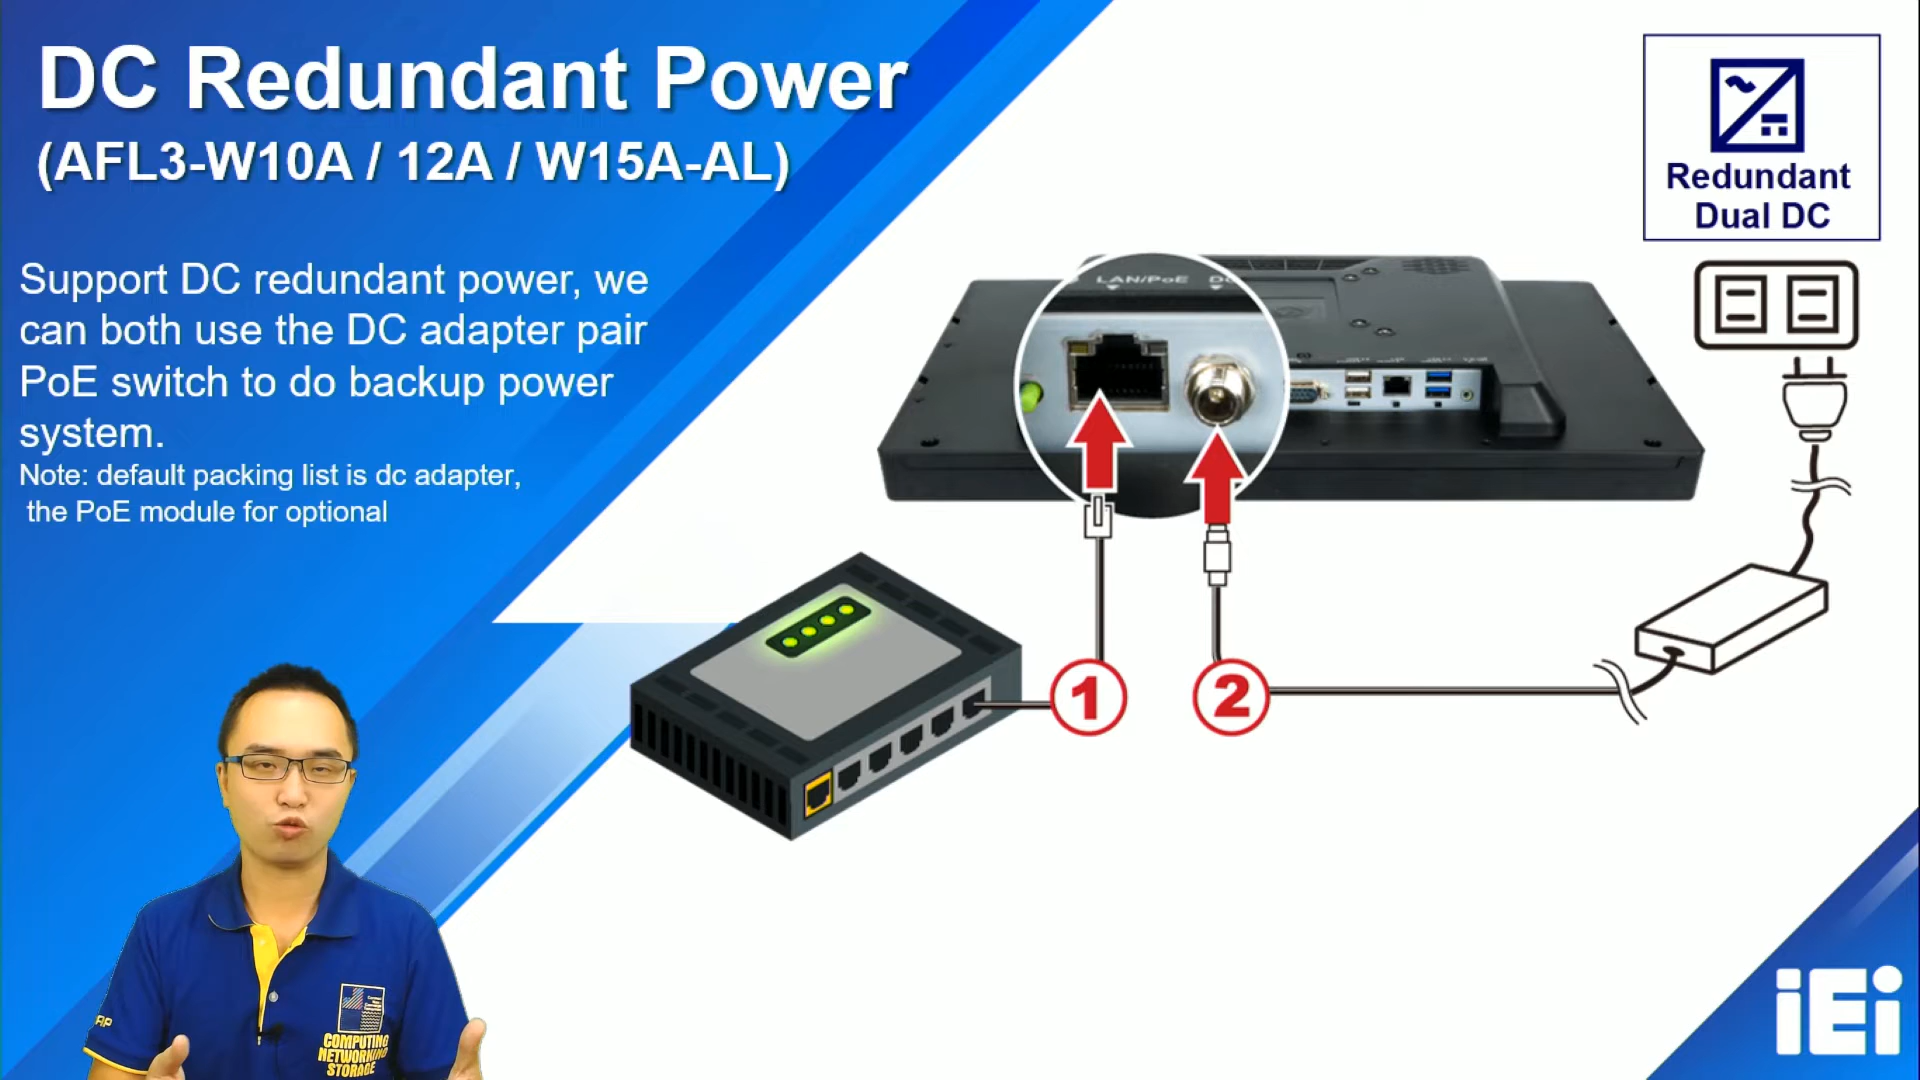 DC Redundant Power
(AFL3-W10A / 12A / W15A-AL)
Support DC redundant power, we
can both use the DC adapter pair
PoE switch to do backup power
system.
Note: default packing list is dc adapter,
the PoE module for optional
Redundant
Dual DC
LAN/PoE
1
2
COMPUTING
NETWORKING
STORAGE
iEi